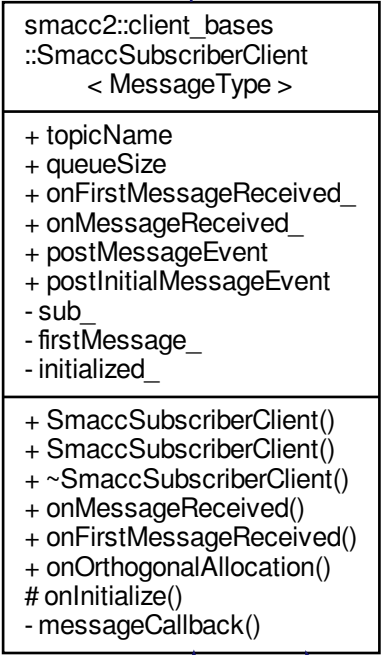 smacc2::client_bases
::SmaccSubscriberClient
< MessageType >
+ topicName
+ queueSize
+ onFirstMessageReceived_
+ onMessageReceived_
+ postMessageEvent
+ postInitialMessageEvent
- sub_
- firstMessage_
- initialized_
+ SmaccSubscriberClient()
+ SmaccSubscriberClient()
+ ~SmaccSubscriberClient()
+ onMessageReceived()
+ onFirstMessageReceived()
+ onOrthogonalAllocation()
# onInitialize()
- messageCallback()